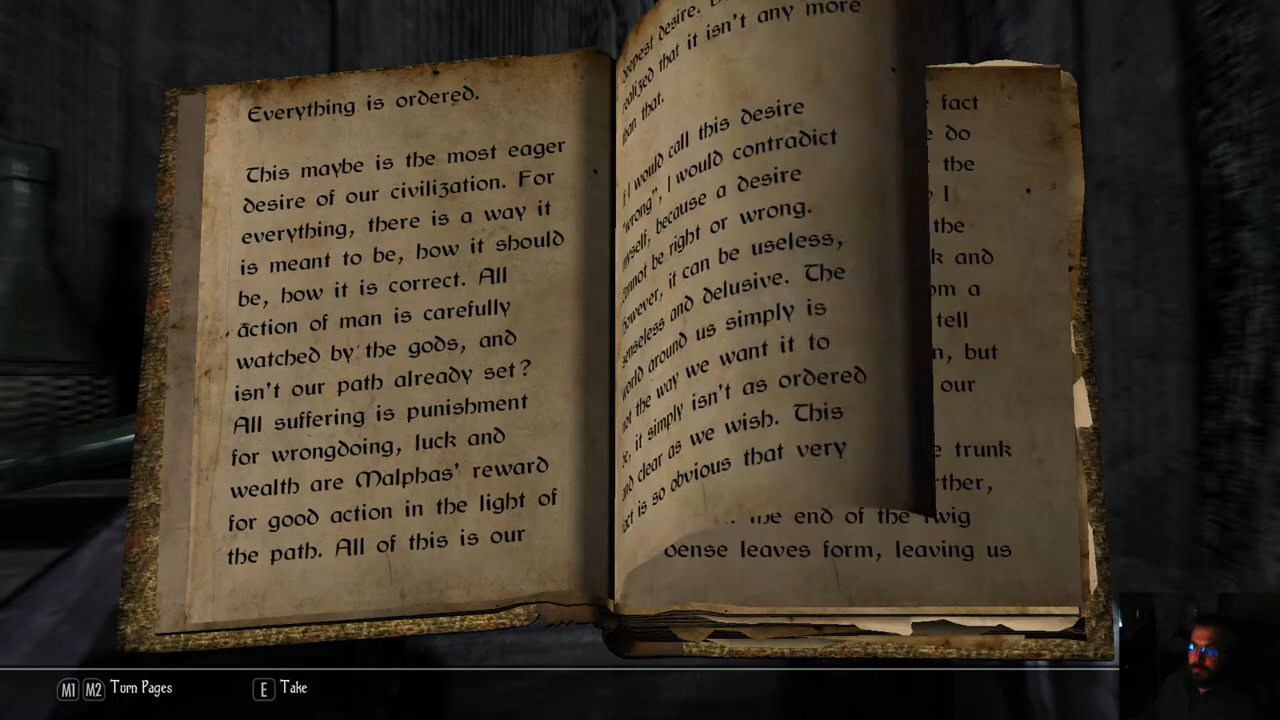 Everything is ordered.
This maybe is the most eager
desire of our civilization. For
everything, there is a way it
is meant to be, how it should
be, how it is correct. All
action of man is carefully
watched by the gods, and
isn't our path already set?
All suffering is punishment
for wrongdoing, luck and
wealth are Malphas' reward
for good action in the light of
the path. All of this is our
deepest desire.
realized that it isn't any more
than that.
If I would call this desire
"wrong", I would contradict
myself, because a desire
cannot be right or wrong.
However, it can be useless,
senseless and delusive. The
world around us simply is
not the way we want it to
be, it simply isn't as ordered
and clear as we wish. This
fact is so obvious that very
fact
do
the
I
the
and
a
tell
but
our
trunk
the end of the twig
dense leaves form, leaving us
M1 M2 Turn Pages
E Take